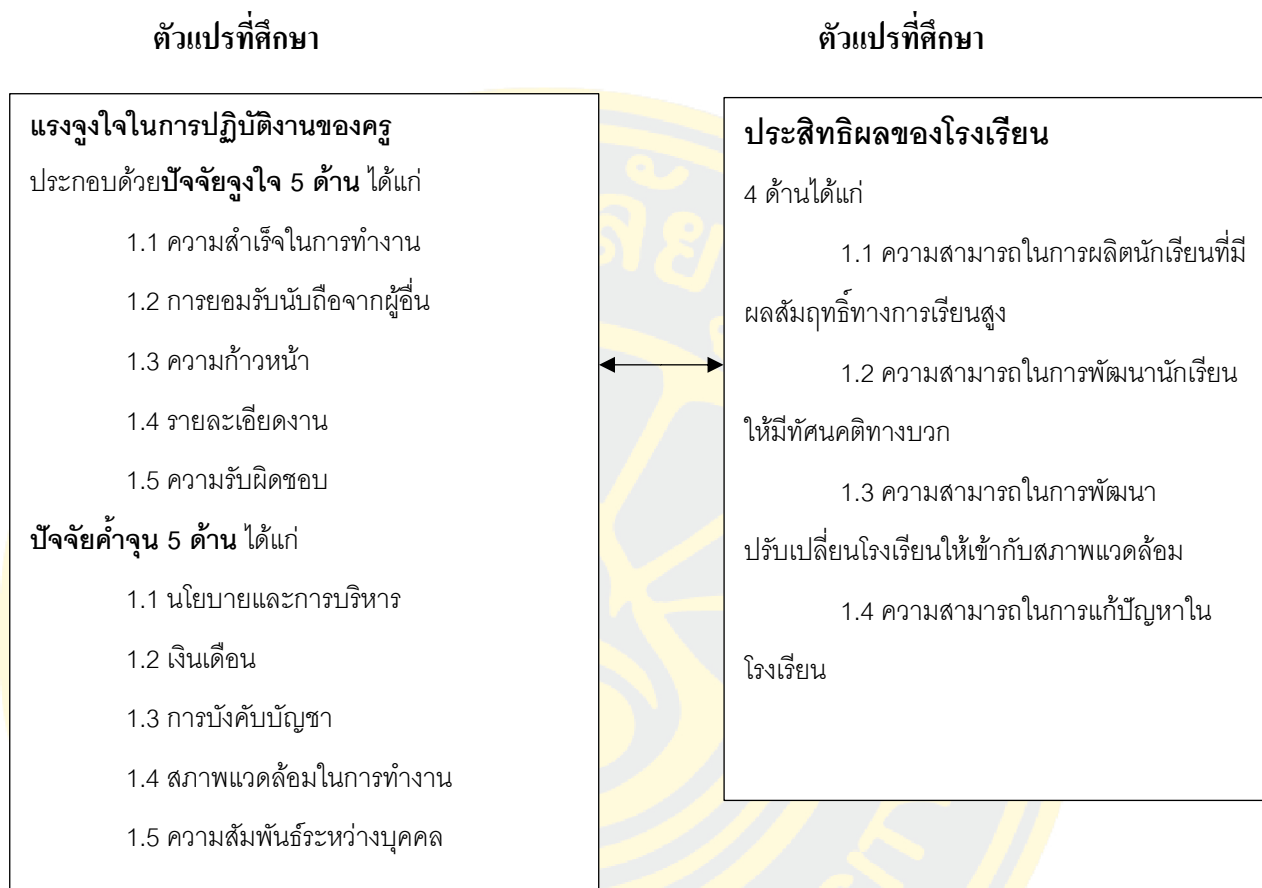 ตัวแปรที่ศึกษา
แรงจูงใจในการปฏิบัติงานของครู
ประกอบด้วยปัจจัยจูงใจ 5 ด้าน ได้แก่
1.1 ความสำเร็จในการทำงาน
1.2 การยอมรับนับถือจากผู้อื่น
1.3 ความก้าวหน้า
1.4 รายละเอียดงาน
1.5 ความรับผิดชอบ
ปัจจัยค้ำจุน 5 ด้าน ได้แก่
1.1 นโยบายและการบริหาร
1.2 เงินเดือน
1.3 การบังคับบัญชา
1.4 สภาพแวดล้อมในการทำงาน
1.5 ความสัมพันธ์ระหว่างบุคคล
ตัวแปรที่ศึกษา
ประสิทธิผลของโรงเรียน
4 ด้านได้แก่
1.1 ความสามารถในการผลิตนักเรียนที่มี
ผลสัมฤทธิ์ทางการเรียนสูง
1.2 ความสามารถในการพัฒนานักเรียน
ให้มีทัศนคติทางบวก
1.3 ความสามารถในการพัฒนา
ปรับเปลี่ยนโรงเรียนให้เข้ากับสภาพแวดล้อม
1.4 ความสามารถในการแก้ปัญหาใน
โรงเรียน